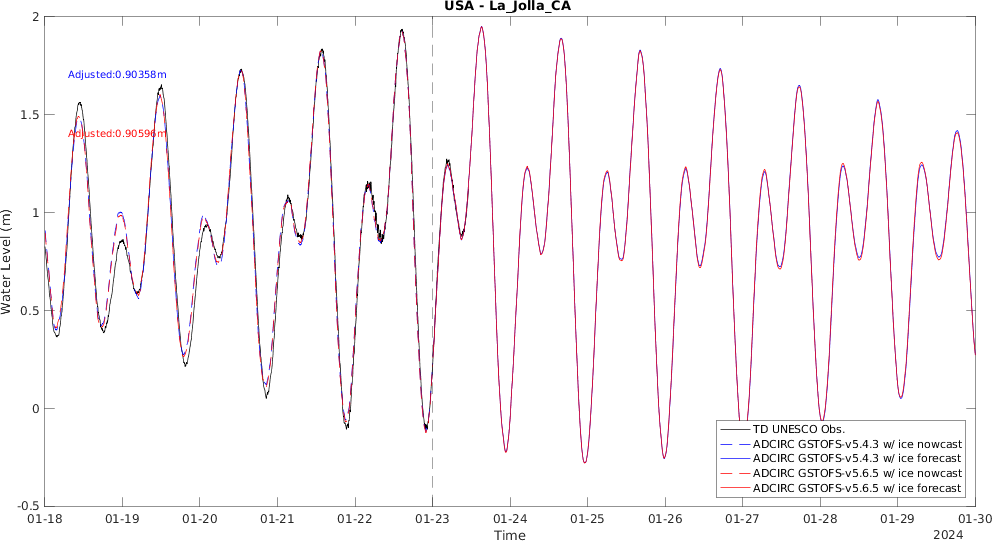 USA - La_Jolla_CA
2
1.5
1
0.5
0
-0.5
Water Level (m)
Adjusted:0.90358m
Adjusted:0.90596m
TD UNESCO Obs.
ADCIRC GSTOFS-v5.4.3 w/ ice nowcast
ADCIRC GSTOFS-v5.4.3 w/ ice forecast
ADCIRC GSTOFS-v5.6.5 w/ ice nowcast
ADCIRC GSTOFS-v5.6.5 w/ ice forecast
01-18 01-19 01-20 01-21 01-22 01-23 01-24 01-25 01-26 01-27 01-28 01-29 01-30
Time
2024